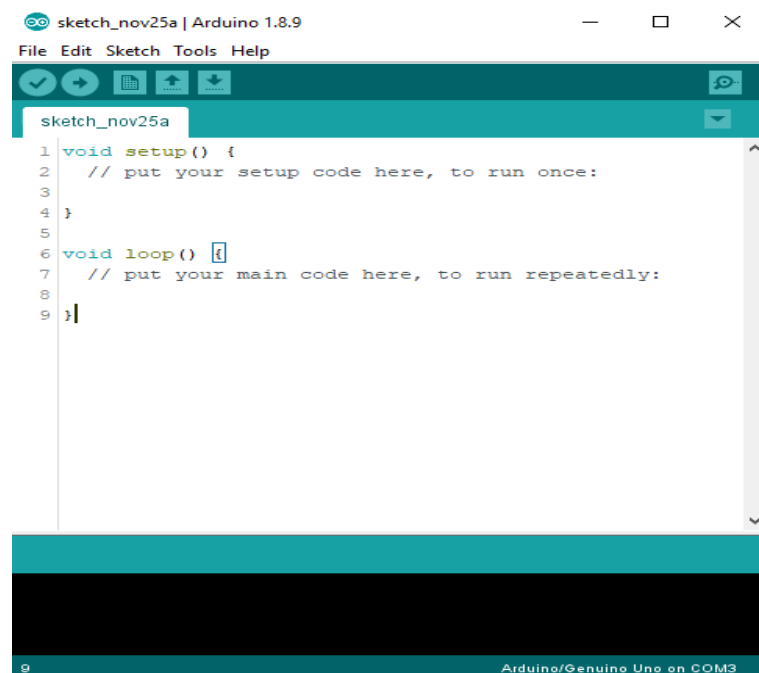 sketch_nov25a | Arduino 1.8.9
File Edit Sketch Tools Help
sketch_nov25a
1 void setup() {
2   // put your setup code here, to run once:
3
4 }
5
6 void loop() {
7   // put your main code here, to run repeatedly:
8
9 }
9 Arduino/Genuino Uno on COM3